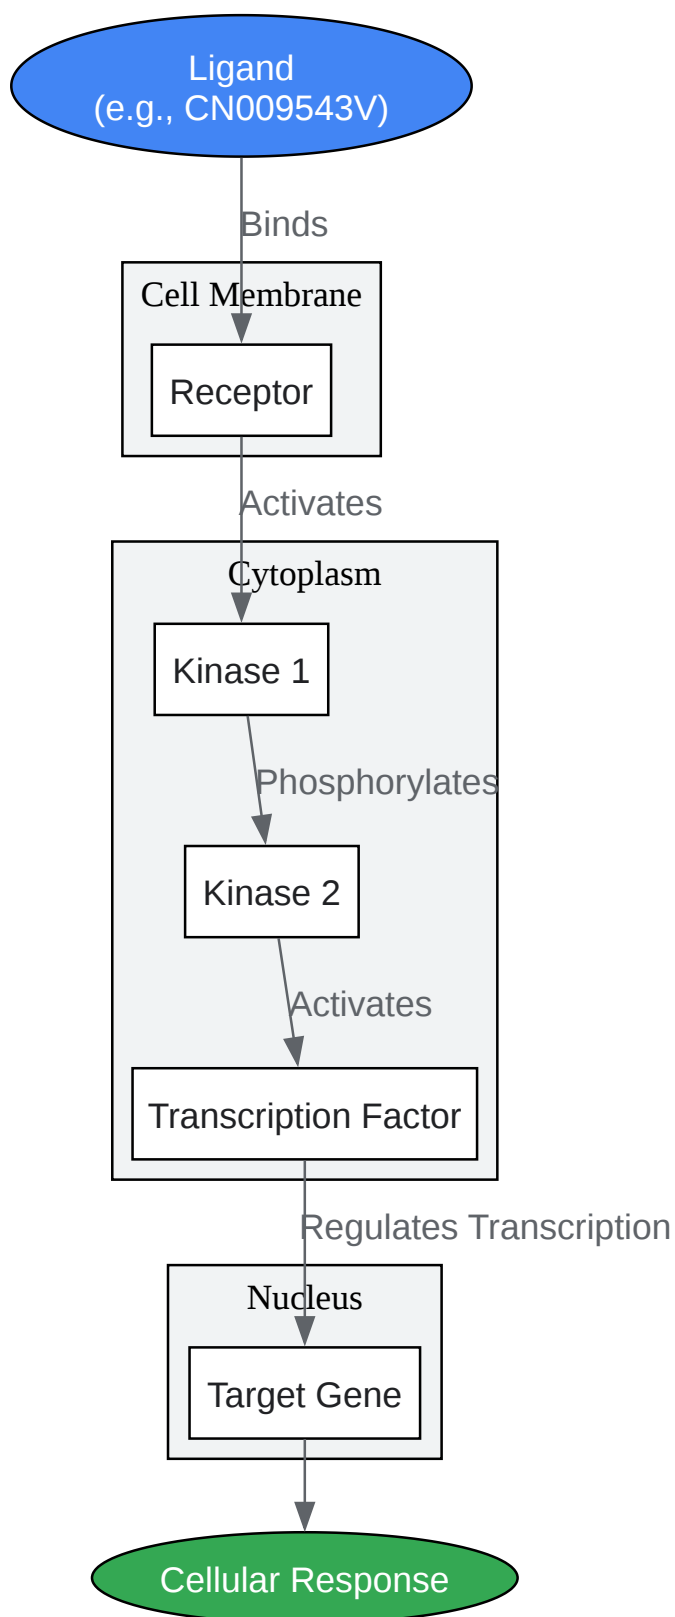 Ligand
(e.g., CN009543V)
Binds
Cell Membrane
Receptor
Activates
Cytoplasm
Kinase 1
Phosphorylates
Kinase 2
Activates
Transcription Factor
Regulates Transcription
Nucleus
Target Gene
Cellular Response